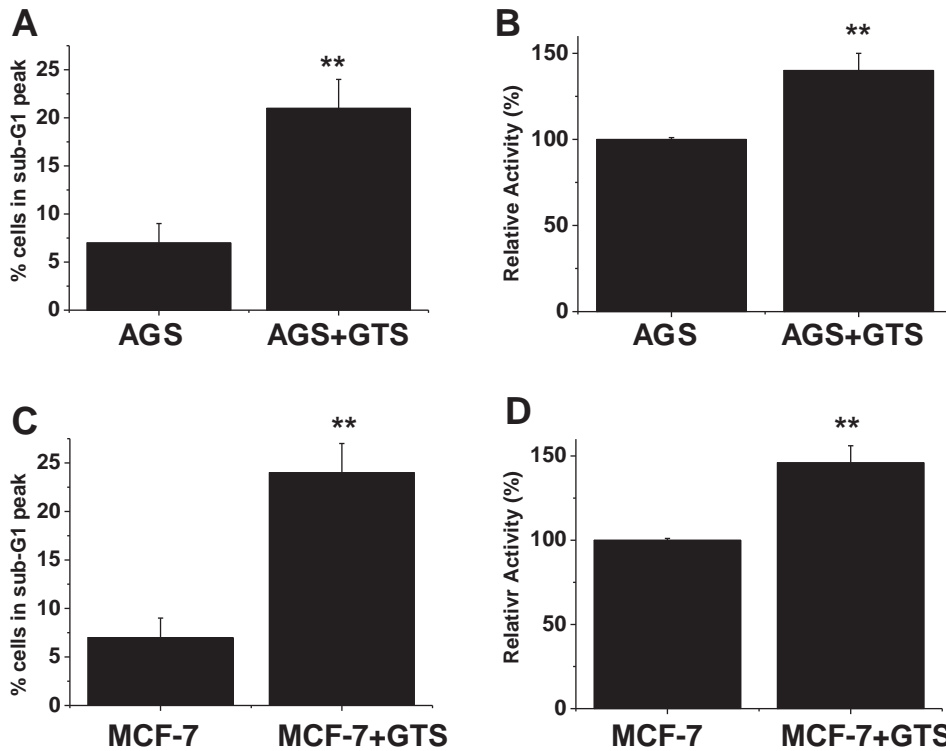 A
% cells in sub-G1 peak
25
20
15
10
5
0
**
AGS
AGS+GTS
B
Relative Activity (%)
150
100
50
0
**
AGS
AGS+GTS
C
% cells in sub-G1 peak
25
20
15
10
5
0
**
MCF-7
MCF-7+GTS
D
Relativr Activity (%)
150
100
50
0
**
MCF-7
MCF-7+GTS